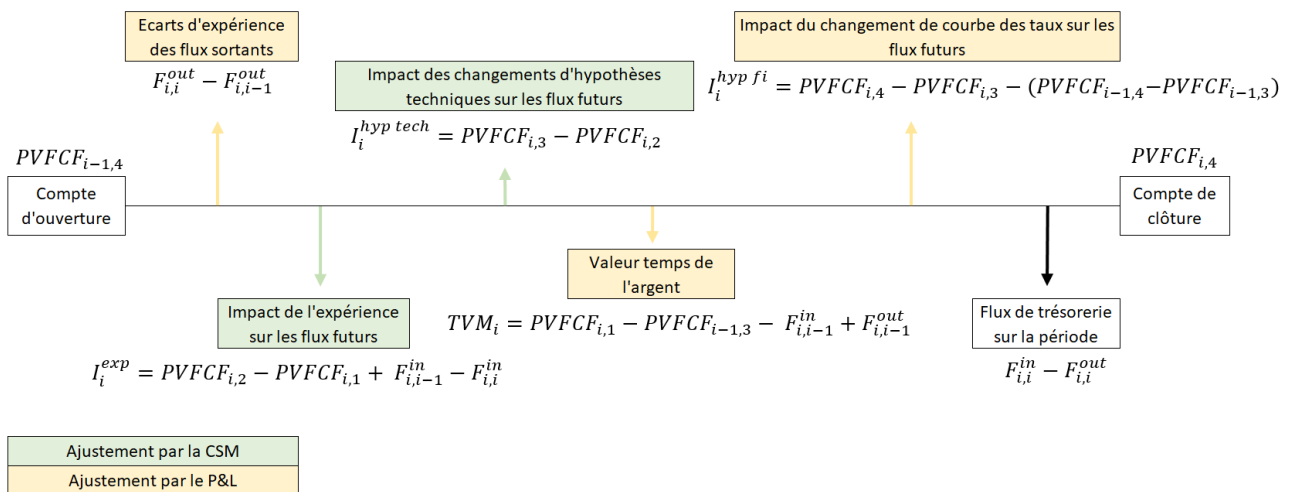 Ecarts d'expérience
des flux sortants
$F_{i,i}^{out} - F_{i,i-1}^{out}$
Impact des changements d'hypothèses
techniques sur les flux futurs
$I_i^{hyp\ tech} = PVFCF_{i,3} - PVFCF_{i,2}$
Impact du changement de courbe des taux sur les
flux futurs
$I_i^{hyp\ fi} = PVFCF_{i,4} - PVFCF_{i,3} - (PVFCF_{i-1,4} - PVFCF_{i-1,3})$
$PVFCF_{i-1,4}$
Compte
d'ouverture
$PVFCF_{i,4}$
Compte de
clôture
Impact de l'expérience
sur les flux futurs
$I_i^{exp} = PVFCF_{i,2} - PVFCF_{i,1} + F_{i,i-1}^{in} - F_{i,i}^{in}$
Valeur temps de
l'argent
$TVM_i = PVFCF_{i,1} - PVFCF_{i-1,3} - F_{i,i-1}^{in} + F_{i,i-1}^{out}$
Flux de trésorerie
sur la période
$F_{i,i}^{in} - F_{i,i}^{out}$
Ajustement par la CSM
Ajustement par le P&L